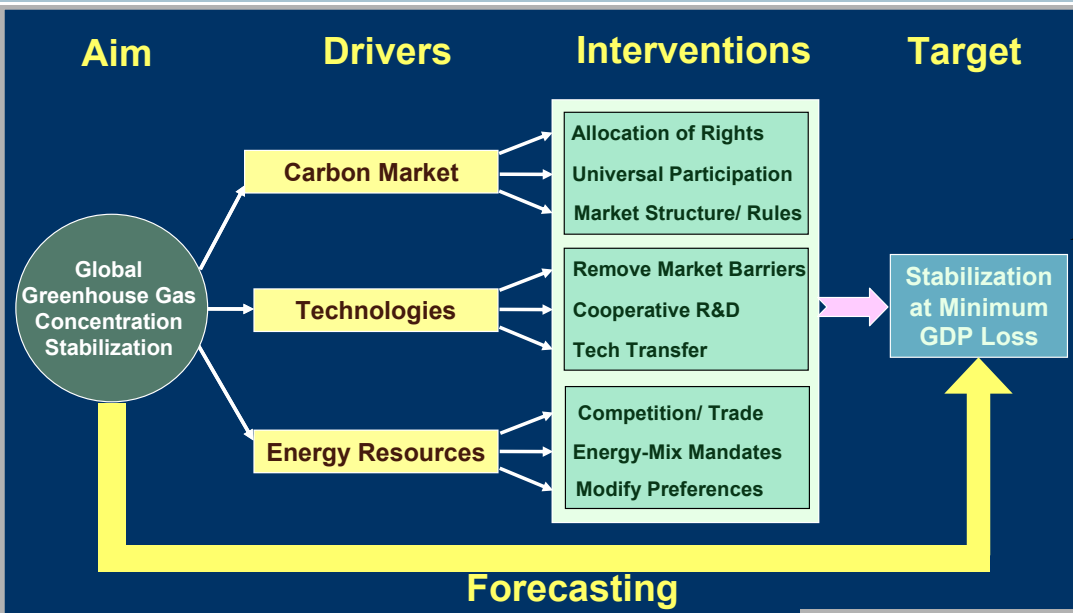 Aim
Drivers
Interventions
Target
Global
Greenhouse Gas
Concentration
Stabilization
Carbon Market
Technologies
Energy Resources
Allocation of Rights
Universal Participation
Market Structure/ Rules
Remove Market Barriers
Cooperative R&D
Tech Transfer
Competition/ Trade
Energy-Mix Mandates
Modify Preferences
Stabilization
at Minimum
GDP Loss
Forecasting